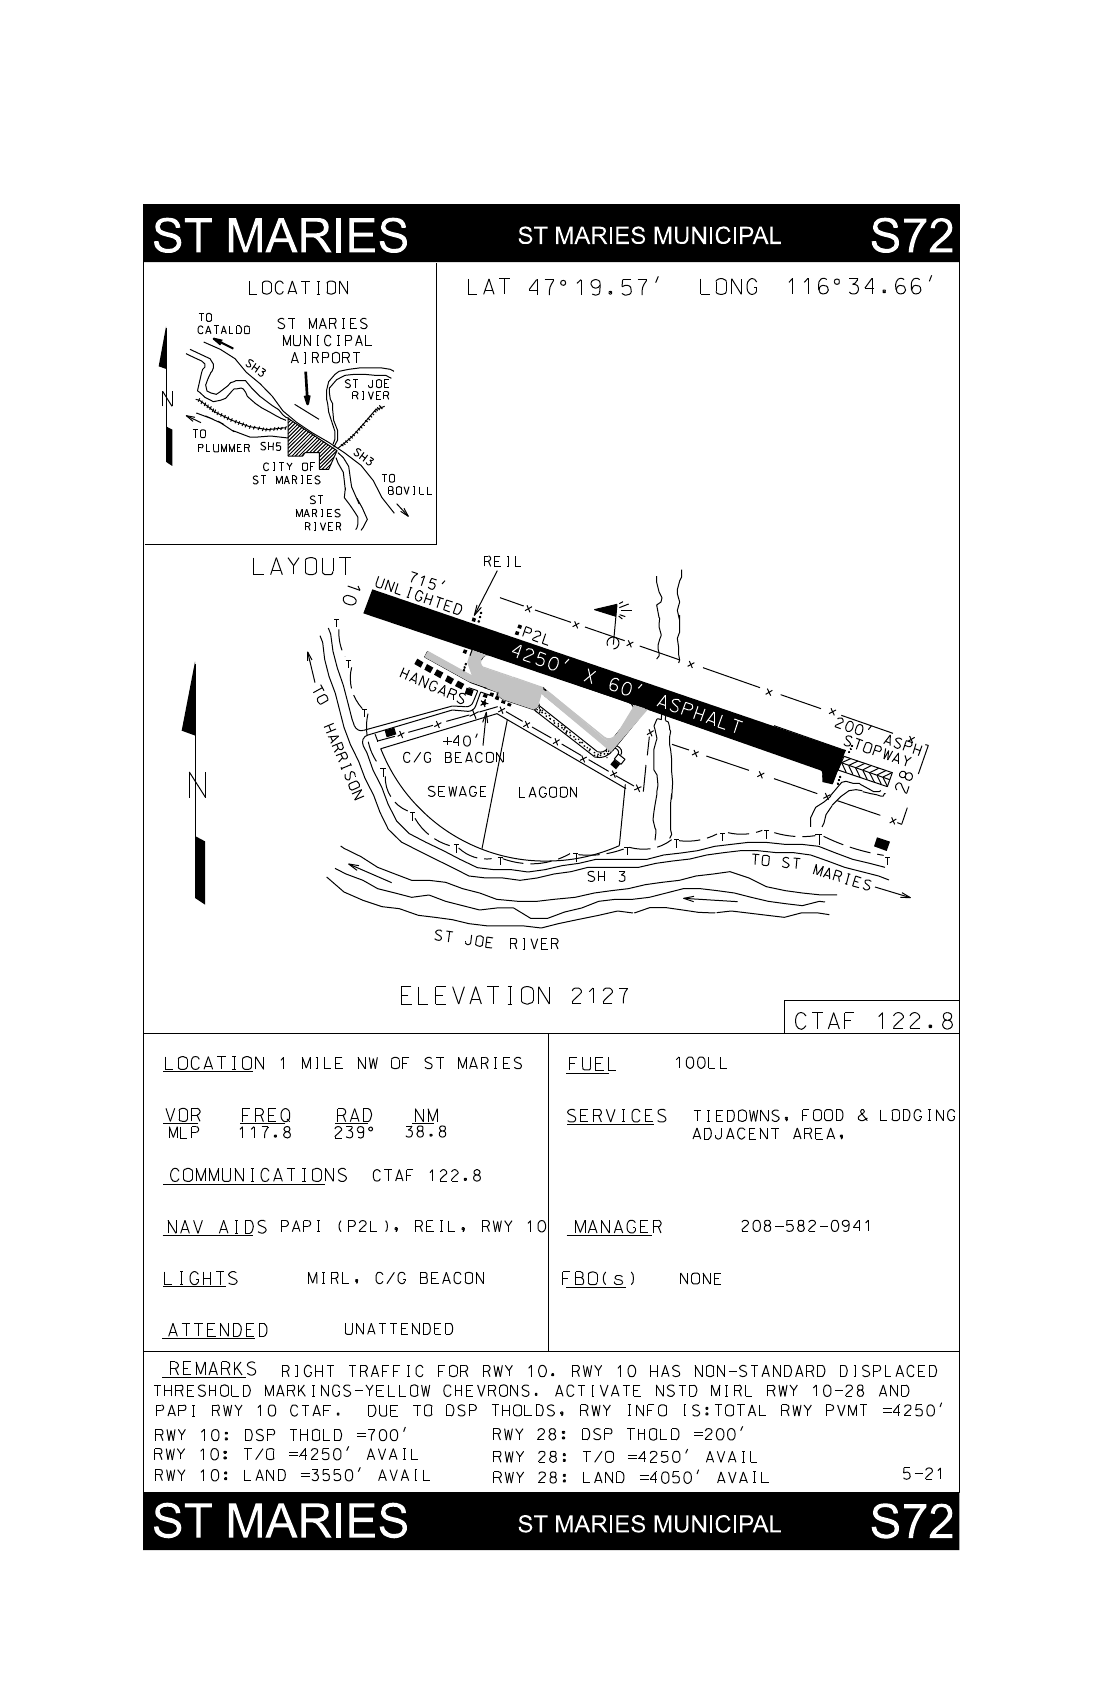 ST MARIES ST MARIES MUNICIPAL S72
LOCATION
LAT 47°19.57′ LONG 116°34.66′
TO
CATALDO
ST MARIES
MUNICIPAL
AIRPORT
SH3
ST JOE
RIVER
N
TO
PLUMMER
SH5
SH3
CITY OF
ST MARIES
TO
BOVILL
ST
MARIES
RIVER
LAYOUT
REIL
715′
UNLIGHTED
10
P2L
4250′ X 60′ ASPHALT
HANGARS
TO HARRISON
+40′
C/G BEACON
200′ ASPH
STOPWAY
28
N
SEWAGE LAGOON
SH 3
TO ST MARIES
ST JOE RIVER
ELEVATION 2127
CTAF 122.8
LOCATION 1 MILE NW OF ST MARIES
VOR FREQ RAD NM
MLP 117.8 239° 38.8
COMMUNICATIONS CTAF 122.8
NAV AIDS PAPI (P2L), REIL, RWY 10
LIGHTS MIRL, C/G BEACON
ATTENDED UNATTENDED
FUEL 100LL
SERVICES TIEDOWNS, FOOD & LODGING
ADJACENT AREA,
MANAGER 208-582-0941
FBO(s) NONE
REMARKS RIGHT TRAFFIC FOR RWY 10. RWY 10 HAS NON-STANDARD DISPLACED
THRESHOLD MARKINGS-YELLOW CHEVRONS. ACTIVATE NSTD MIRL RWY 10-28 AND
PAPI RWY 10 CTAF. DUE TO DSP THOLDS, RWY INFO IS:TOTAL RWY PVMT =4250′
RWY 10: DSP THOLD =700′ RWY 28: DSP THOLD =200′
RWY 10: T/O =4250′ AVAIL RWY 28: T/O =4250′ AVAIL
RWY 10: LAND =3550′ AVAIL RWY 28: LAND =4050′ AVAIL
5-21
ST MARIES ST MARIES MUNICIPAL S72